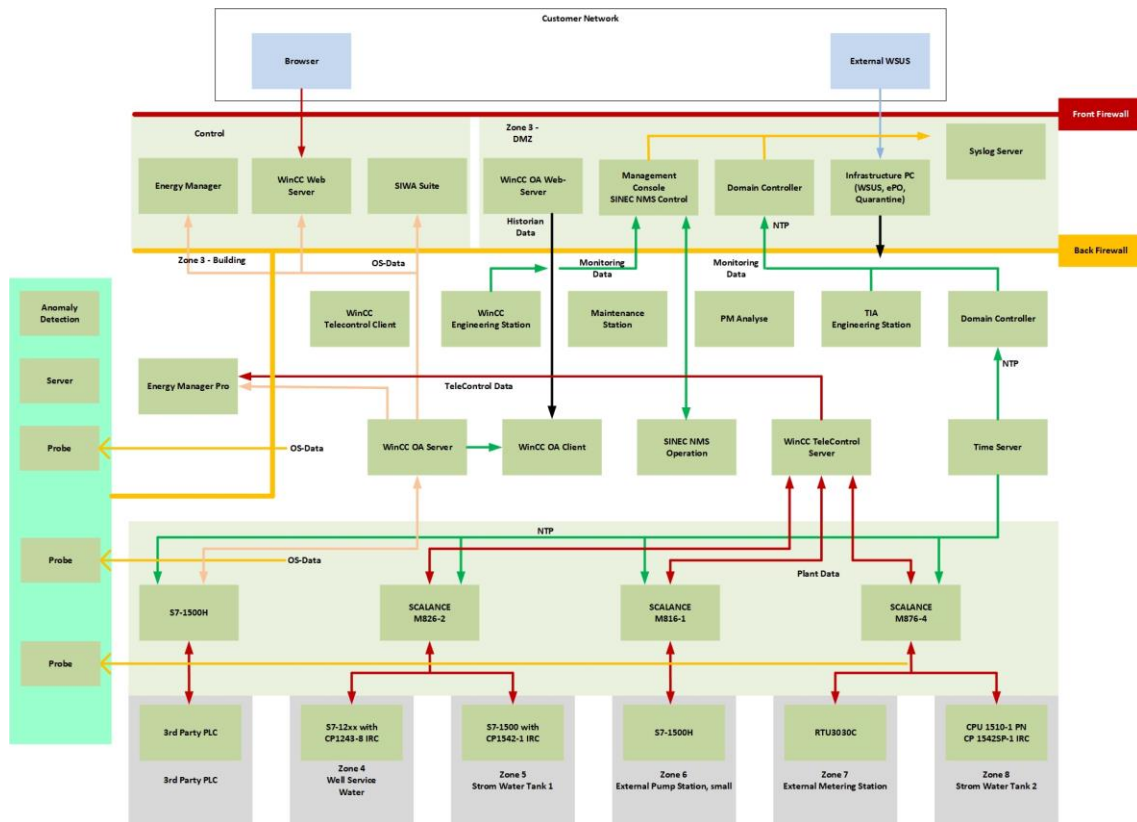 Customer Network
Browser
External WSUS
Front Firewall
Control
Zone 3 -
DMZ
Syslog Server
Energy Manager
WinCC Web
Server
SIWA Suite
WinCC OA Web-
Server
Management
Console
SINEC NMS Control
Domain Controller
Infrastructure PC
(WSUS, ePO,
Quarantine)
Historian
Data
NTP
Back Firewall
Zone 3 - Building
OS-Data
Monitoring
Data
Monitoring
Data
Anomaly
Detection
WinCC
Telecontrol Client
WinCC
Engineering Station
Maintenance
Station
PM Analyse
TIA
Engineering Station
Domain Controller
Server
Energy Manager Pro
TeleControl Data
NTP
Probe
OS-Data
WinCC OA Server
WinCC OA Client
SINEC NMS
Operation
WinCC TeleControl
Server
Time Server
NTP
Probe
OS-Data
Plant Data
S7-1500H
SCALANCE
M826-2
SCALANCE
M816-1
SCALANCE
M876-4
Probe
3rd Party PLC
S7-12xx with
CP1243-8 IRC
S7-1500 with
CP1542-1 IRC
S7-1500H
RTU3030C
CPU 1510-1 PN
CP 1542SP-1 IRC
3rd Party PLC
Zone 4
Well Service
Water
Zone 5
Strom Water Tank 1
Zone 6
External Pump Station, small
Zone 7
External Metering Station
Zone 8
Strom Water Tank 2